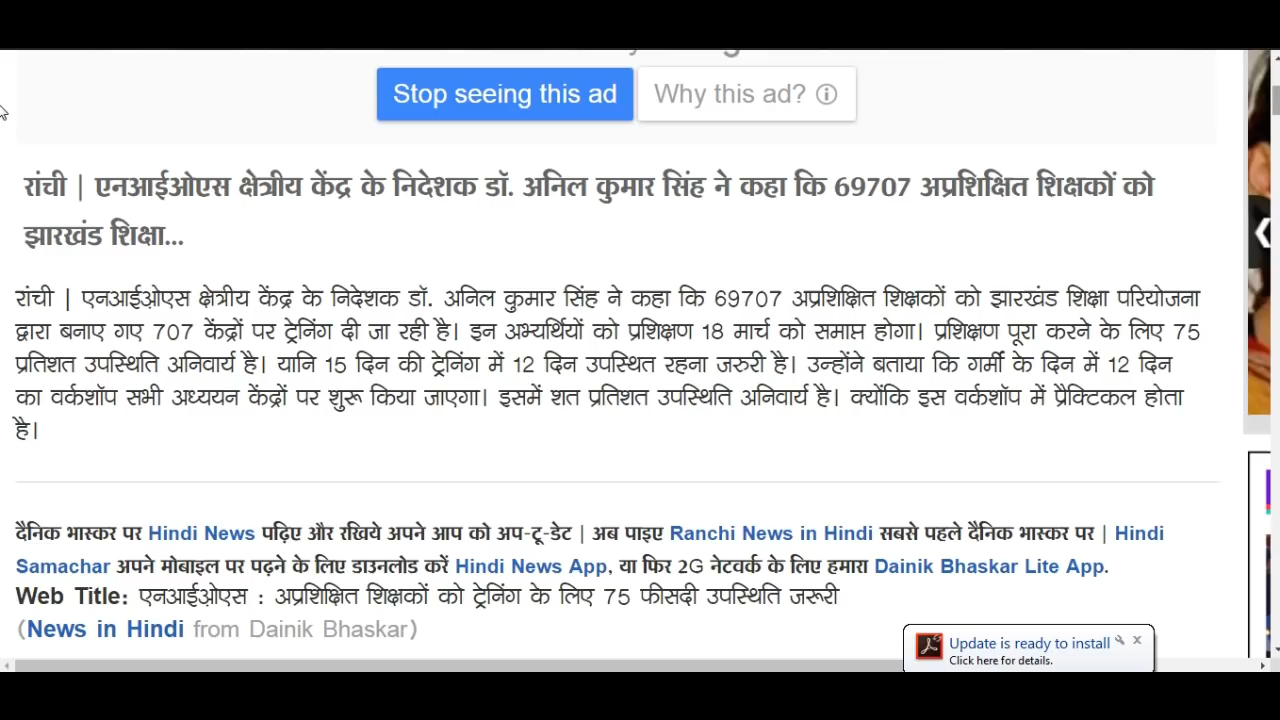 Stop seeing this ad Why this ad?
रांची | एनआईओएस क्षेत्रीय केंद्र के निदेशक डॉ. अनिल कुमार सिंह ने कहा कि 69707 अप्रशिक्षित शिक्षकों को
झारखंड शिक्षा...
रांची | एनआईओ़एस क्षेत्रीय केंद्र के निदेशक डॉ. अनिल कुमार सिंह ने कहा कि 69707 अप्रशिक्षित शिक्षकों को झारखंड शिक्षा परियोजना
द्वारा बनाए गए 707 केंद्रों पर ट्रेनिंग दी जा रही है। इन अभ्यर्थियों को प्रशिक्षण 18 मार्च को समाप्त होगा। प्रशिक्षण पूरा करने के लिए 75
प्रतिशत उपस्थिति अनिवार्य है। यानि 15 दिन की ट्रेनिंग में 12 दिन उपस्थित रहना जरुरी है। उन्होंने बताया कि गर्मी के दिन में 12 दिन
का वर्कशॉप सभी अध्ययन केंद्रों पर शुरू किया जाएगा। इसमें शत प्रतिशत उपस्थिति अनिवार्य है। क्योंकि इस वर्कशॉप में प्रैक्टिकल होता
है।
दैनिक भास्कर पर Hindi News पढ़िए और रखिये अपने आप को अप-टू-डेट | अब पाइए Ranchi News in Hindi सबसे पहले दैनिक भास्कर पर | Hindi
Samachar अपने मोबाइल पर पढ़ने के लिए डाउनलोड करें Hindi News App, या फिर 2G नेटवर्क के लिए हमारा Dainik Bhaskar Lite App.
Web Title: एनआईओ़एस : अप्रशिक्षित शिक्षकों को ट्रेनिंग के लिए 75 फीसदी उपस्थिति जरूरी
(News in Hindi from Dainik Bhaskar)
Update is ready to install
Click here for details.